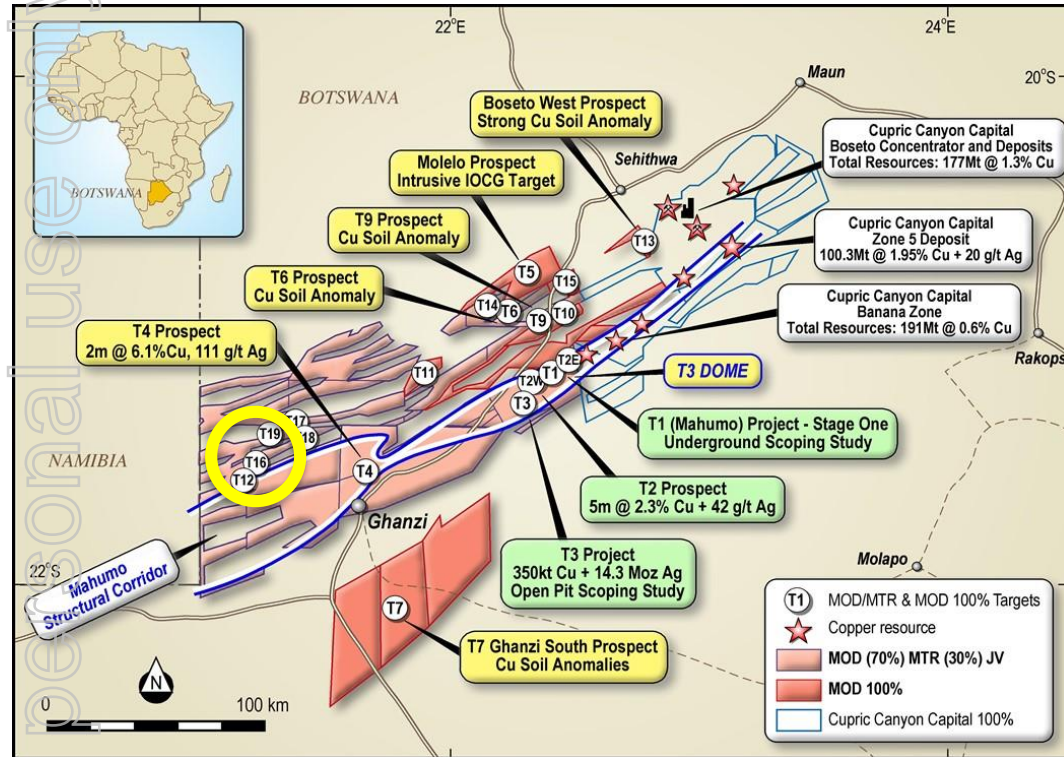 personal use only
22°E
24°E
20°S
BOTSWANA
BOTSWANA
Maun
Boseto West Prospect
Strong Cu Soil Anomaly
Sehithwa
Cupric Canyon Capital
Boseto Concentrator and Deposits
Total Resources: 177Mt @ 1.3% Cu
Molelo Prospect
Intrusive IOCG Target
T9 Prospect
Cu Soil Anomaly
T13
Cupric Canyon Capital
Zone 5 Deposit
100.3Mt @ 1.95% Cu + 20 g/t Ag
T6 Prospect
Cu Soil Anomaly
T5
T15
T14
T6
T9
T10
Cupric Canyon Capital
Banana Zone
Total Resources: 191Mt @ 0.6% Cu
T4 Prospect
2m @ 6.1%Cu, 111 g/t Ag
Rakops
T11
T2E
T1
T2W
T3
T3 DOME
T17
T19
T18
T16
T12
NAMIBIA
T4
T1 (Mahumo) Project - Stage One
Underground Scoping Study
Ghanzi
T2 Prospect
5m @ 2.3% Cu + 42 g/t Ag
T3 Project
350kt Cu + 14.3 Moz Ag
Open Pit Scoping Study
Molapo
22°S
Mahumo
Structural Corridor
T7
T7 Ghanzi South Prospect
Cu Soil Anomalies
N
0 100 km
T1 MOD/MTR & MOD 100% Targets
Copper resource
MOD (70%) MTR (30%) JV
MOD 100%
Cupric Canyon Capital 100%